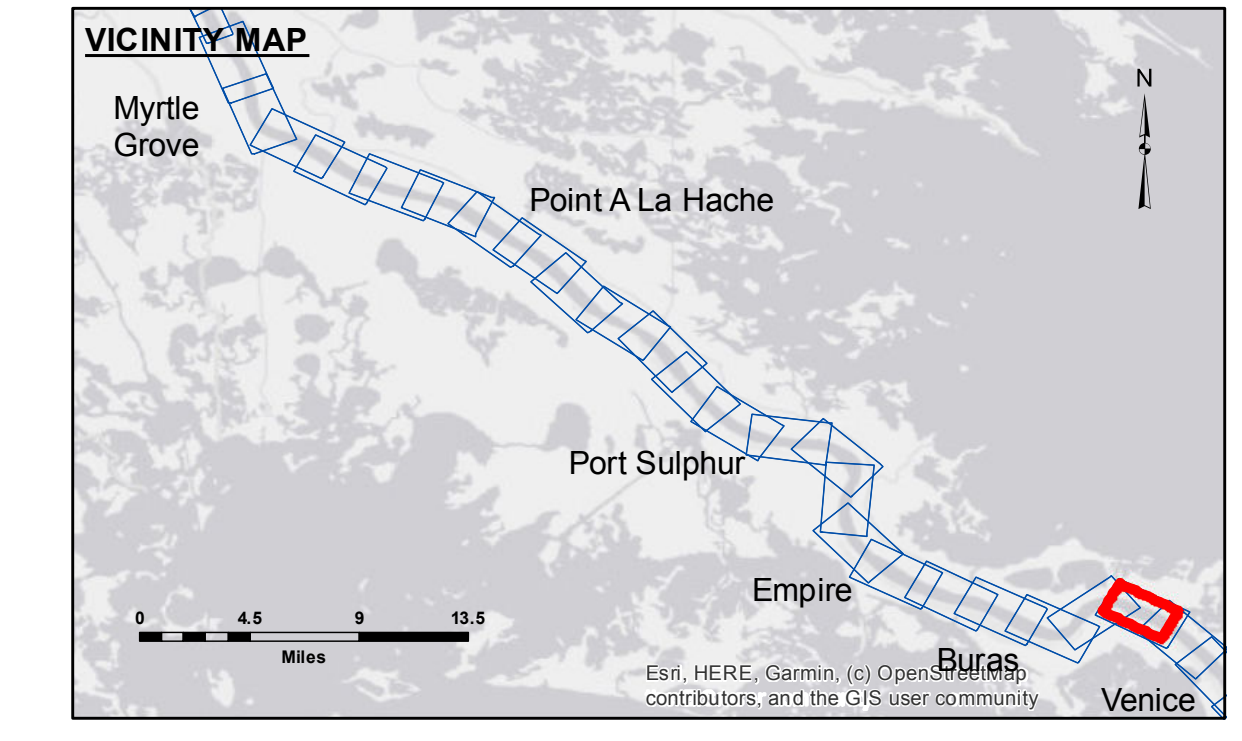 VICINITY MAP
N
Myrtle
Grove
Point A La Hache
Port Sulphur
Empire
0 4.5 9 13.5
Miles
Buras
Esri, HERE, Garmin, (c) OpenStreetMap
contributors, and the GIS user community
Venice